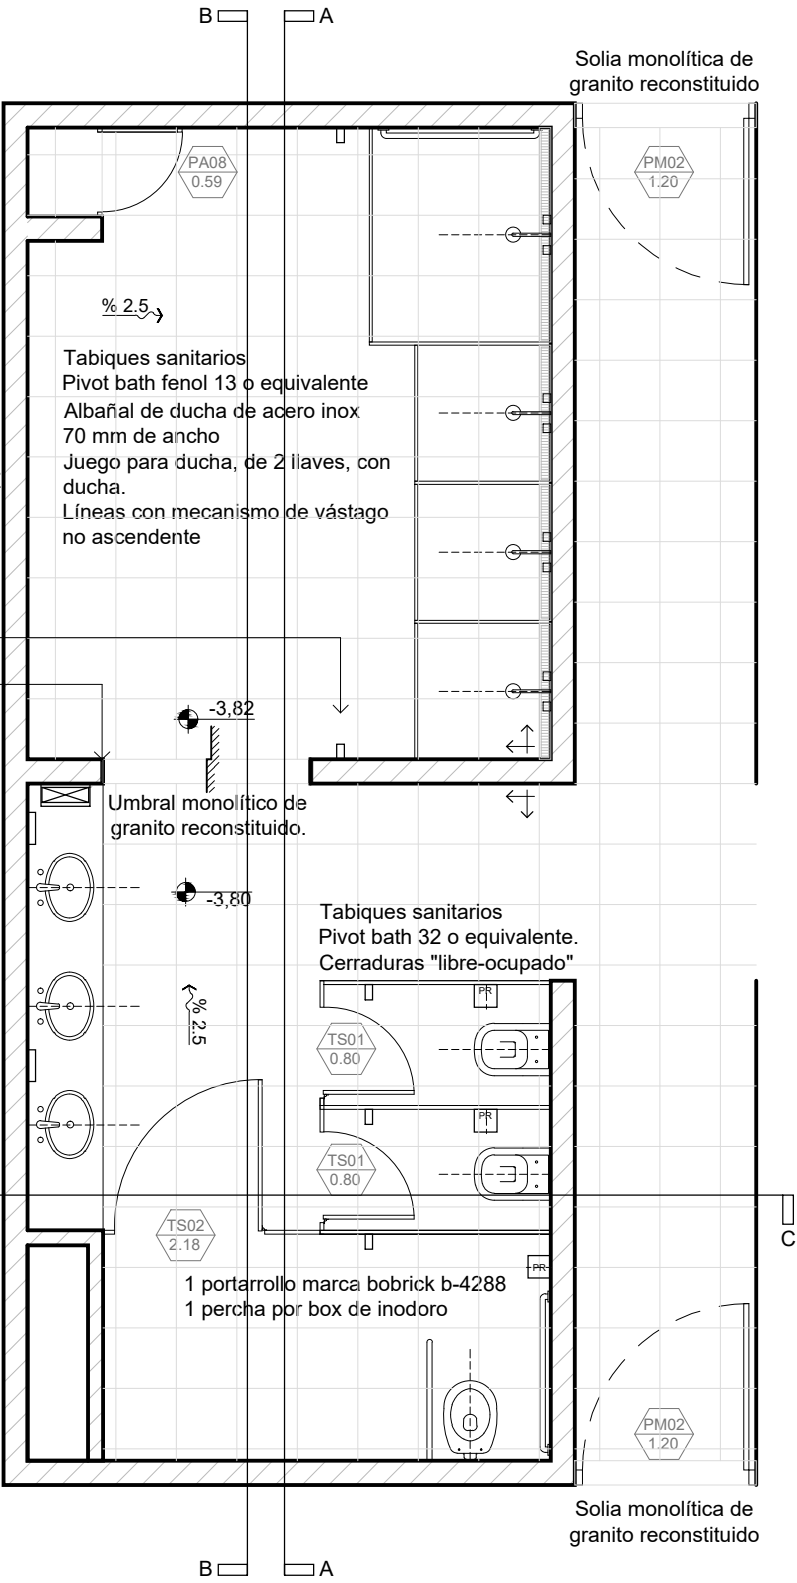 B
A
Solia monolítica de
granito reconstituido
PA08
0.59
PM02
1.20
% 2.5
Tabiques sanitarios
Pivot bath fenol 13 o equivalente
Albañal de ducha de acero inox
70 mm de ancho
Juego para ducha, de 2 llaves, con
ducha.
Líneas con mecanismo de vástago
no ascendente
-3,82
Umbral monolítico de
granito reconstituido.
-3,80
Tabiques sanitarios
Pivot bath 32 o equivalente.
Cerraduras "libre-ocupado"
PR
% 2.5
TS01
0.80
PR
TS01
0.80
TS02
2.18
C
PR
1 portarrollo marca bobrick b-4288
1 percha por box de inodoro
PM02
1.20
Solia monolítica de
granito reconstituido
B
A